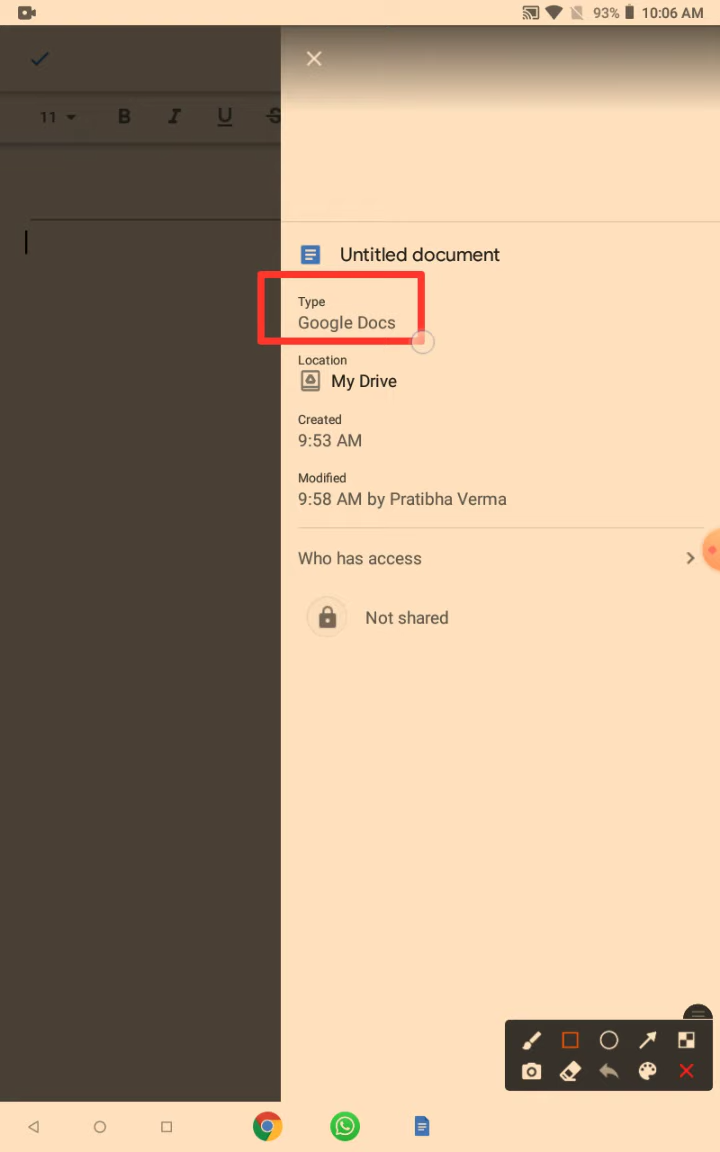 93% 10:06 AM
11 B I U S
Untitled document
Type
Google Docs
Location
My Drive
Created
9:53 AM
Modified
9:58 AM by Pratibha Verma
Who has access
Not shared